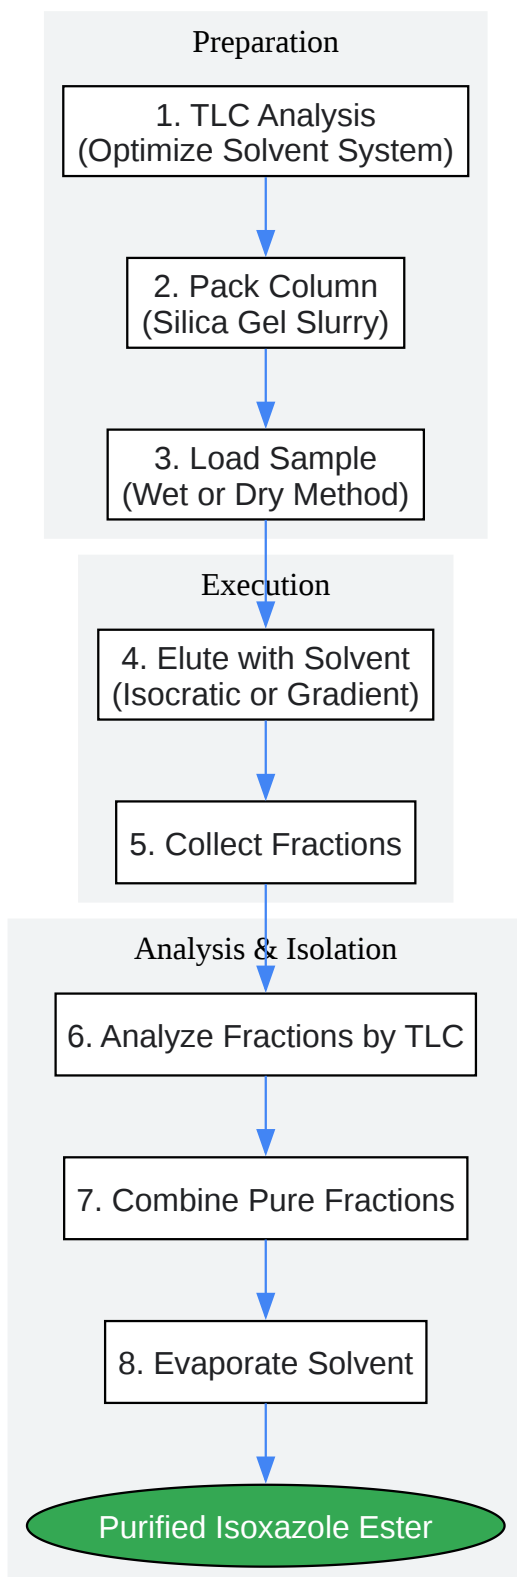 Preparation
1. TLC Analysis
(Optimize Solvent System)
2. Pack Column
(Silica Gel Slurry)
3. Load Sample
(Wet or Dry Method)
Execution
4. Elute with Solvent
(Isocratic or Gradient)
5. Collect Fractions
Analysis & Isolation
6. Analyze Fractions by TLC
7. Combine Pure Fractions
8. Evaporate Solvent
Purified Isoxazole Ester